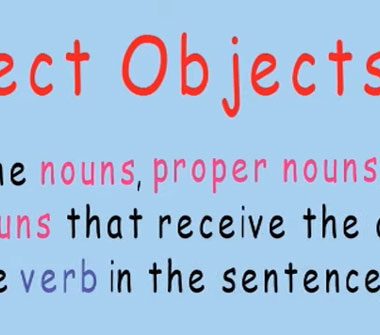 ect Objects
ne nouns, proper nouns
uns that receive the
e verb in the sentence